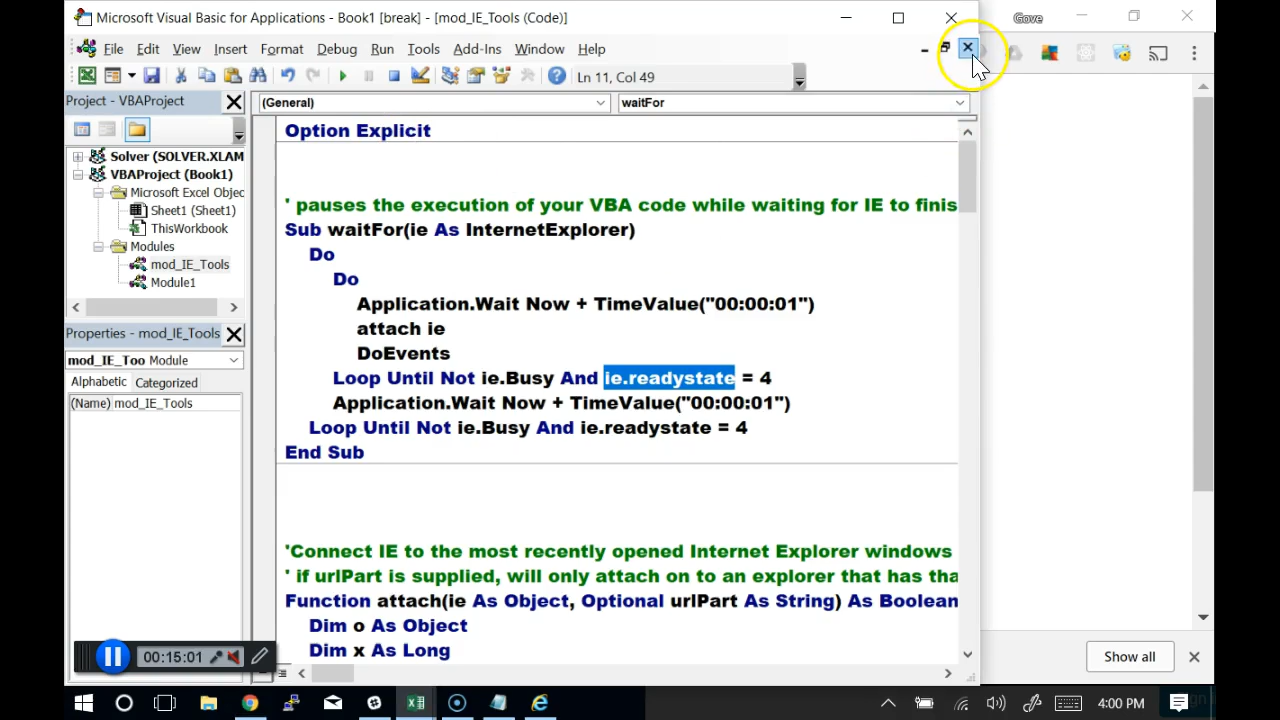 Microsoft Visual Basic for Applications - Book1 [break] - [mod_IE_Tools (Code)]
Gove
File Edit View Insert Format Debug Run Tools Add-Ins Window Help
Ln 11, Col 49
Project - VBAProject
(General)
waitFor
Solver (SOLVER.XLAM
VBAProject (Book1)
Microsoft Excel Objec
Sheet1 (Sheet1)
ThisWorkbook
Modules
mod_IE_Tools
Module1
Properties - mod_IE_Tools
mod_IE_Too Module
Alphabetic Categorized
(Name) mod_IE_Tools
Option Explicit
' pauses the execution of your VBA code while waiting for IE to finis
Sub waitFor(ie As InternetExplorer)
Do
Do
Application.Wait Now + TimeValue("00:00:01")
attach ie
DoEvents
Loop Until Not ie.Busy And ie.readystate = 4
Application.Wait Now + TimeValue("00:00:01")
Loop Until Not ie.Busy And ie.readystate = 4
End Sub
'Connect IE to the most recently opened Internet Explorer windows
' if urlPart is supplied, will only attach on to an explorer that has tha
Function attach(ie As Object, Optional urlPart As String) As Boolean
Dim o As Object
Dim x As Long
00:15:01
Show all
4:00 PM